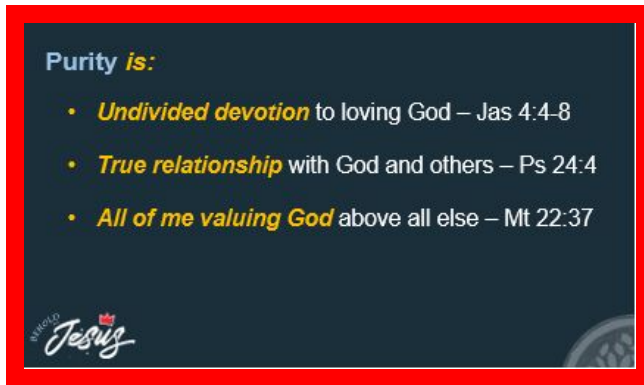 Purity is:
• Undivided devotion to loving God – Jas 4:4-8
• True relationship with God and others – Ps 24:4
• All of me valuing God above all else – Mt 22:37
BEHOLD
Jesus